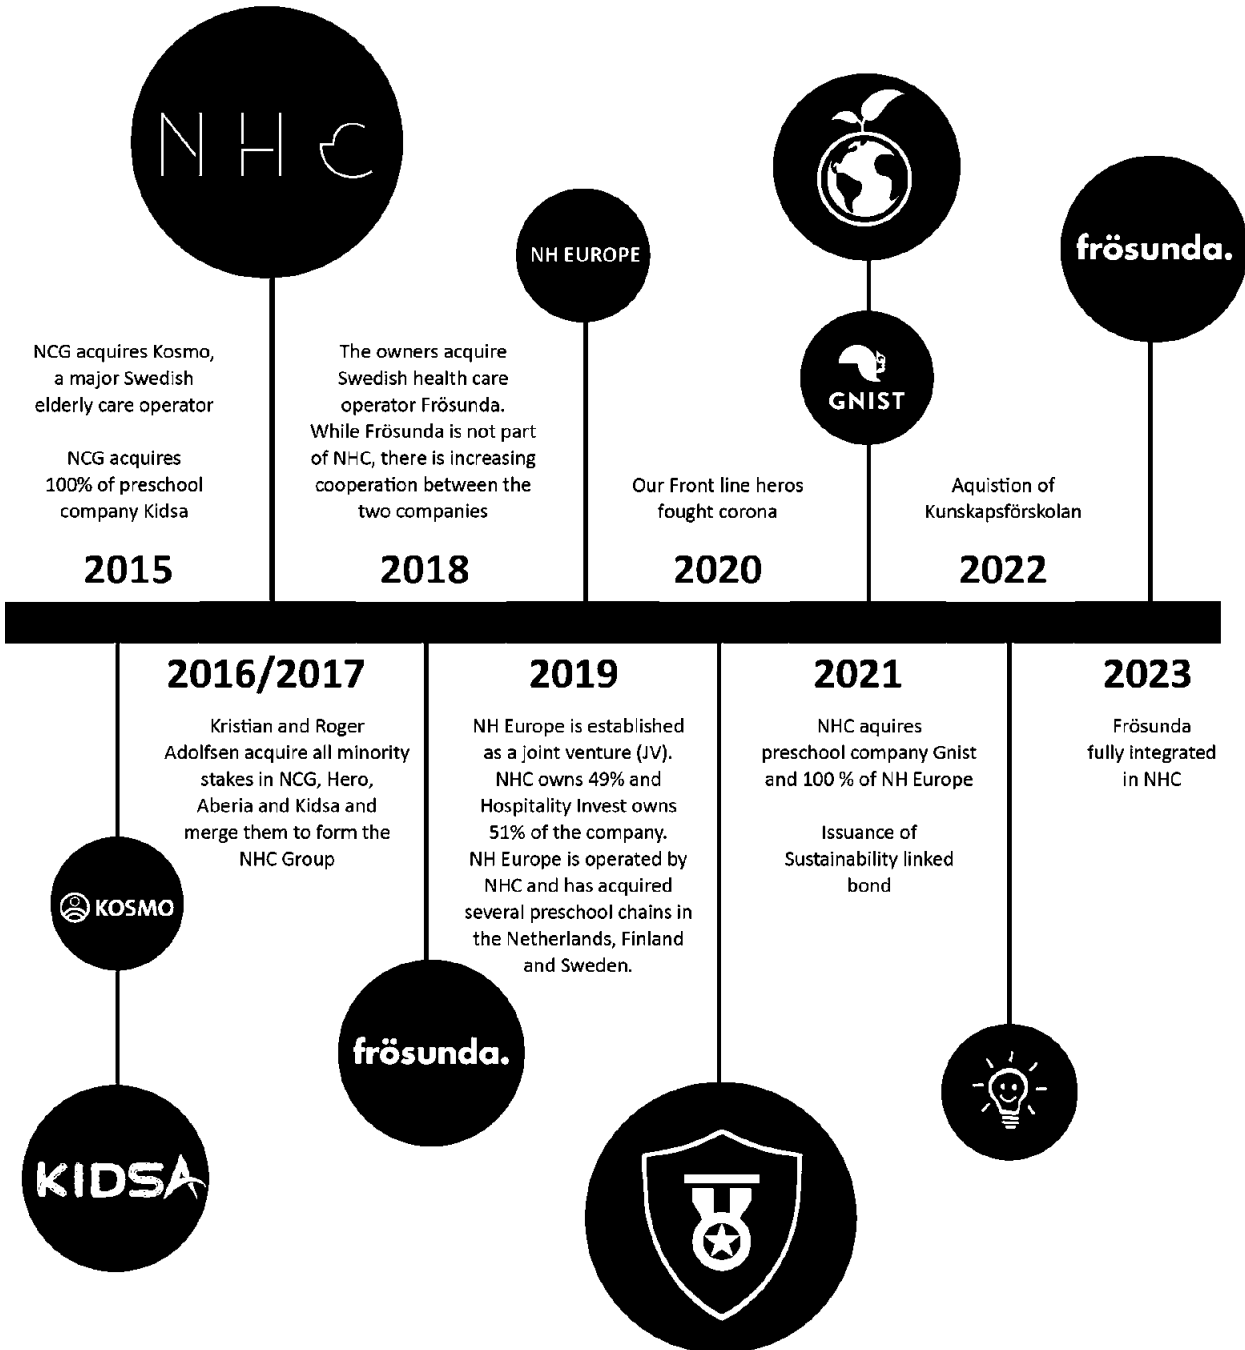 NHC
NH EUROPE
frösunda.
GNIST
NCG acquires Kosmo,
a major Swedish
elderly care operator
NCG acquires
100% of preschool
company Kidsa
2015
The owners acquire
Swedish health care
operator Frösunda.
While Frösunda is not part
of NHC, there is increasing
cooperation between the
two companies
2018
Our Front line heros
fought corona
2020
Aquistion of
Kunskapsförskolan
2022
2016/2017
Kristian and Roger
Adolfsen acquire all minority
stakes in NCG, Hero,
Aberia and Kidsa and
merge them to form the
NHC Group
2019
NH Europe is established
as a joint venture (JV).
NHC owns 49% and
Hospitality Invest owns
51% of the company.
NH Europe is operated by
NHC and has acquired
several preschool chains in
the Netherlands, Finland
and Sweden.
2021
NHC aquires
preschool company Gnist
and 100 % of NH Europe
Issuance of
Sustainability linked
bond
2023
Frösunda
fully integrated
in NHC
KOSMO
frösunda.
KIDSA